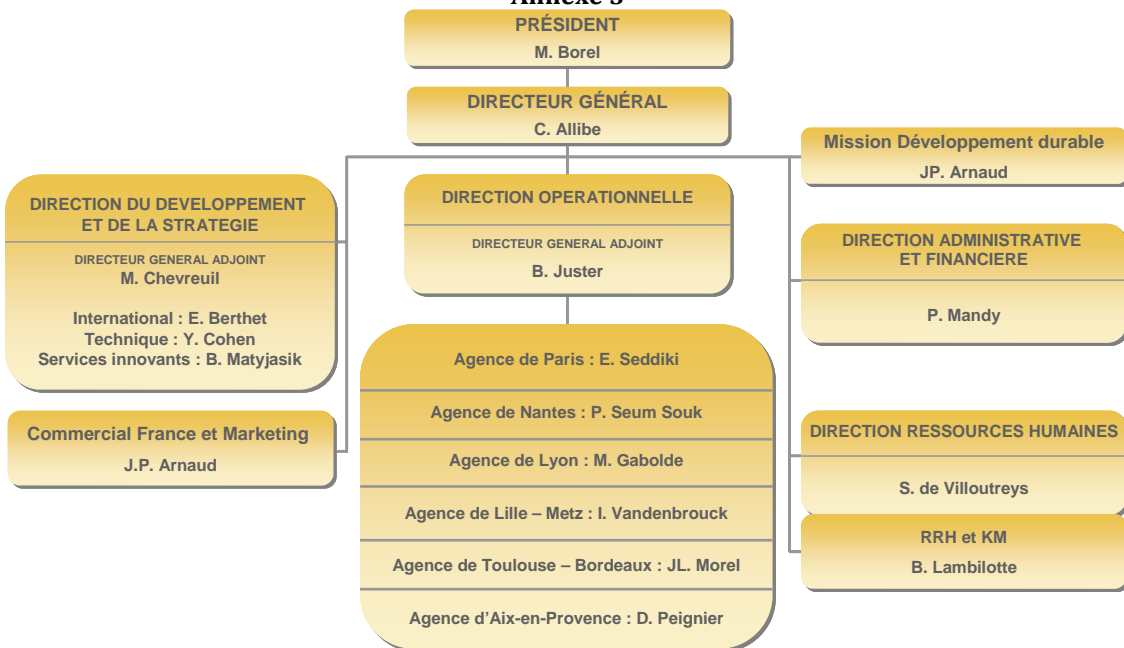 Annexe 3
PRÉSIDENT
M. Borel
DIRECTEUR GÉNÉRAL
C. Allibe
Mission Développement durable
JP. Arnaud
DIRECTION DU DEVELOPPEMENT
ET DE LA STRATEGIE
DIRECTEUR GENERAL ADJOINT
M. Chevreuil
International : E. Berthet
Technique : Y. Cohen
Services innovants : B. Matyjasik
DIRECTION OPERATIONNELLE
DIRECTEUR GENERAL ADJOINT
B. Juster
DIRECTION ADMINISTRATIVE
ET FINANCIERE
P. Mandy
Commercial France et Marketing
J.P. Arnaud
Agence de Paris : E. Seddiki
Agence de Nantes : P. Seum Souk
Agence de Lyon : M. Gabolde
Agence de Lille – Metz : I. Vandenbrouck
Agence de Toulouse – Bordeaux : JL. Morel
Agence d'Aix-en-Provence : D. Peignier
DIRECTION RESSOURCES HUMAINES
S. de Villoutreys
RRH et KM
B. Lambilotte